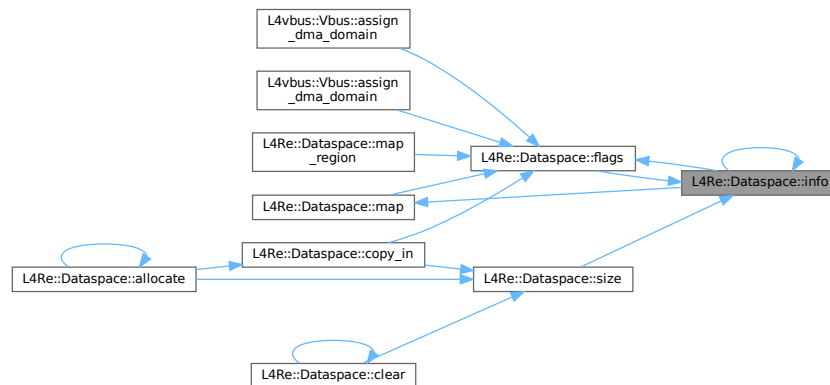 L4vbus::Vbus::assign
_dma_domain
L4vbus::Vbus::assign
_dma_domain
L4Re::Dataspace::map
_region
L4Re::Dataspace::flags
L4Re::Dataspace::info
L4Re::Dataspace::map
L4Re::Dataspace::copy_in
L4Re::Dataspace::allocate
L4Re::Dataspace::size
L4Re::Dataspace::clear